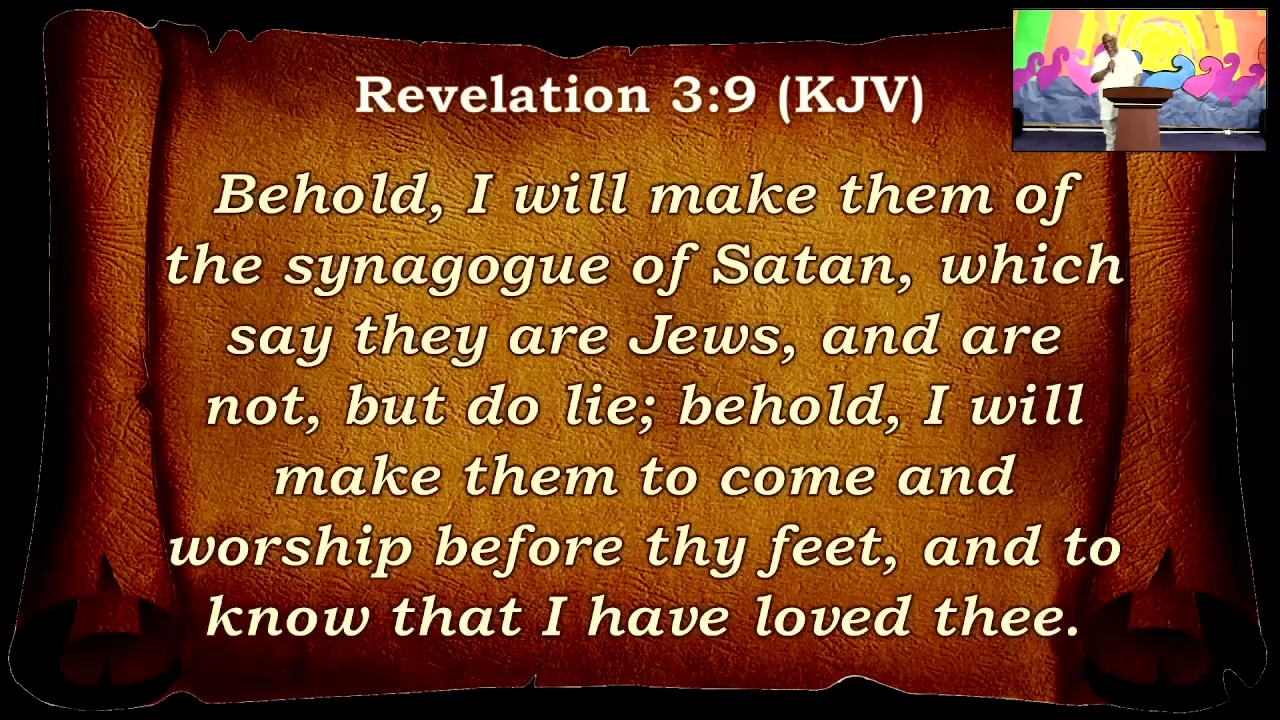 Revelation 3:9 (KJV)
Behold, I will make them of
the synagogue of Satan, which
say they are Jews, and are
not, but do lie; behold, I will
make them to come and
worship before thy feet, and to
know that I have loved thee.